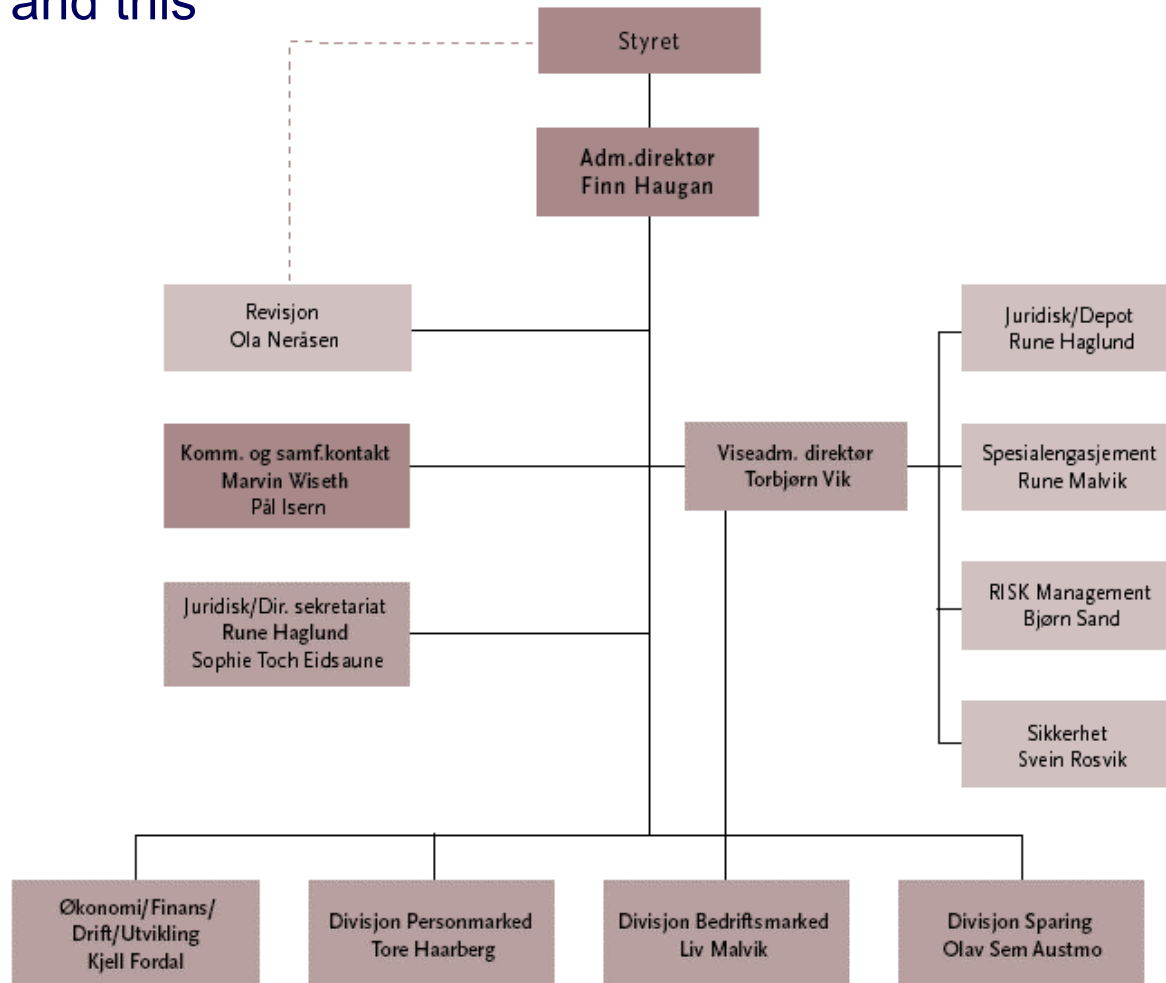 and this
Styret
Adm.direktør
Finn Haugan
Revisjon
Ola Neråsen
Juridisk/Depot
Rune Haglund
Komm. og samf.kontakt
Marvin Wiseth
Pål Isern
Viseadm. direktør
Torbjørn Vik
Spesialengasjement
Rune Malvik
Juridisk/Dir. sekretariat
Rune Haglund
Sophie Toch Eidsaune
RISK Management
Bjørn Sand
Sikkerhet
Svein Rosvik
Økonomi/Finans/
Drift/Utvikling
Kjell Fordal
Divisjon Personmarked
Tore Haarberg
Divisjon Bedriftsmarked
Liv Malvik
Divisjon Sparing
Olav Sem Austmo